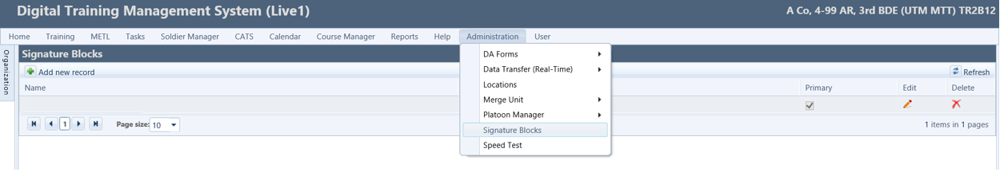 Digital Training Management System (Live1)
A Co, 4-99 AR, 3rd BDE (UTM MTT) TR2B12
Home Training METL Tasks Soldier Manager CATS Calendar Course Manager Reports Help Administration User
Organization
Signature Blocks
Add new record
Refresh
Name Primary Edit Delete
1
Page size: 10
1 items in 1 pages
DA Forms
Data Transfer (Real-Time)
Locations
Merge Unit
Platoon Manager
Signature Blocks
Speed Test